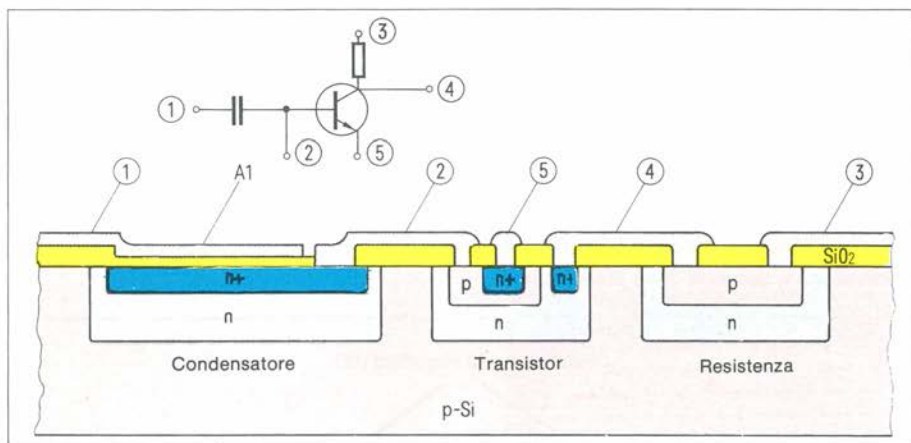 3
1
4
2
5
1
A1
2
5
4
3
SiO2
n+
p
n+
n+
p
n
n
n
Condensatore
Transistor
Resistenza
p-Si